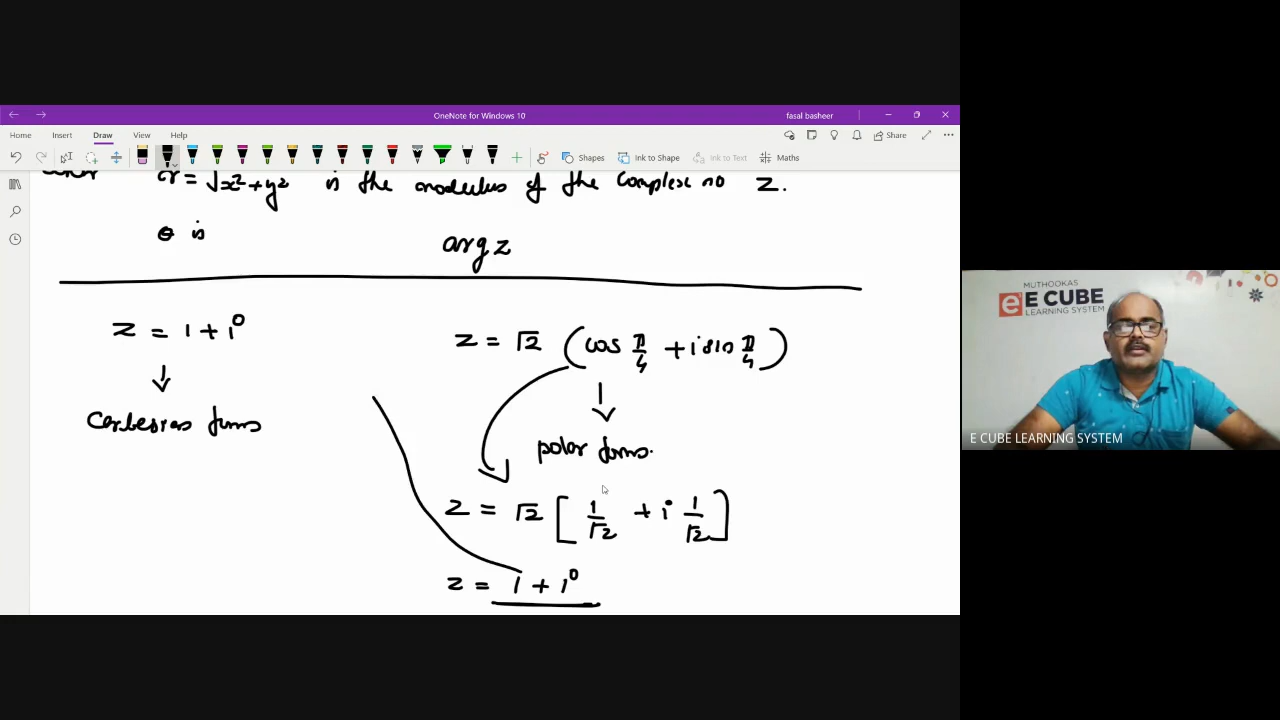 OneNote for Windows 10
fasal basheer
Home Insert Draw View Help
Share
Shapes Ink to Shape Ink to Text Maths
r = √x²+y² is the modulus of the complex no z.
θ is arg z
z = 1 + i
Cartesian form
z = √2 (cos π/4 + i sin π/4)
polar form.
z = √2 [ 1/√2 + i 1/√2 ]
z = 1 + i
MUTHOOKAS
e E CUBE
LEARNING SYSTEM
E CUBE LEARNING SYSTEM